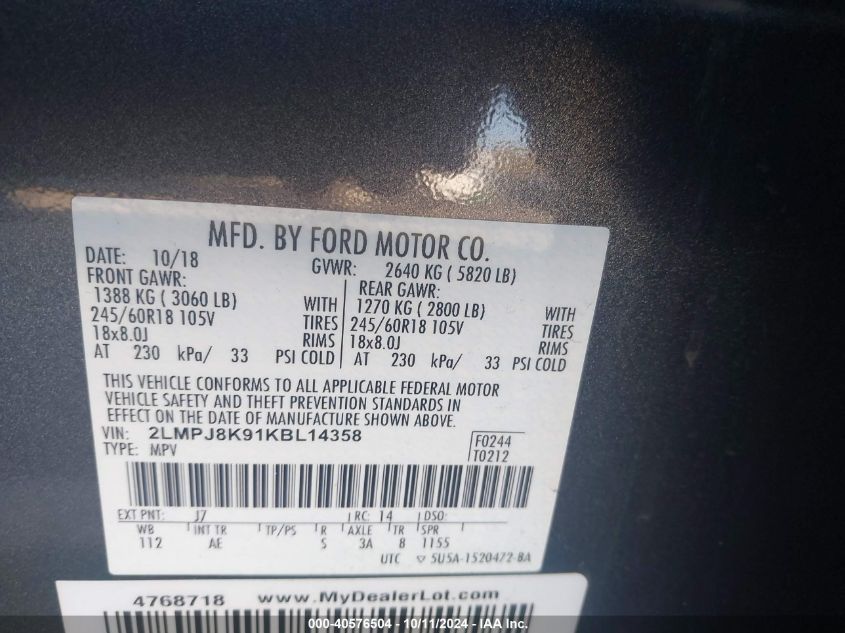 MFD. BY FORD MOTOR CO.
DATE: 10/18 GVWR: 2640 KG ( 5820 LB)
FRONT GAWR: REAR GAWR:
1388 KG ( 3060 LB) WITH 1270 KG ( 2800 LB) WITH
245/60R18 105V TIRES 245/60R18 105V TIRES
18x8.0J RIMS 18x8.0J RIMS
AT 230 kPa/ 33 PSI COLD AT 230 kPa/ 33 PSI COLD
THIS VEHICLE CONFORMS TO ALL APPLICABLE FEDERAL MOTOR
VEHICLE SAFETY AND THEFT PREVENTION STANDARDS IN
EFFECT ON THE DATE OF MANUFACTURE SHOWN ABOVE.
VIN: 2LMPJ8K91KBL14358 F0244
TYPE: MPV T0212
EXT PNT: J7 RC: 14 DSO:
WB INT TR TP/PS R AXLE TR SPR
112 AE S 3A 8 1155
UTC ▽ 5U5A-1520472-BA
4768718 www.MyDealerLot.com
000-40576504 - 10/11/2024 - IAA, Inc.